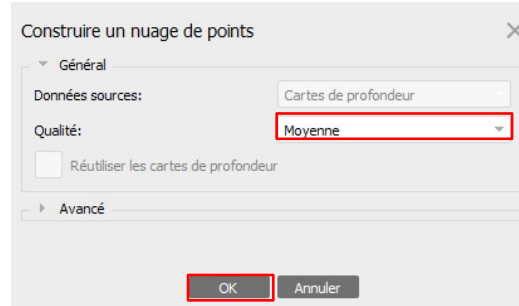 Construire un nuage de points
Général
Données sources: Cartes de profondeur
Qualité: Moyenne
Réutiliser les cartes de profondeur
Avancé
OK Annuler